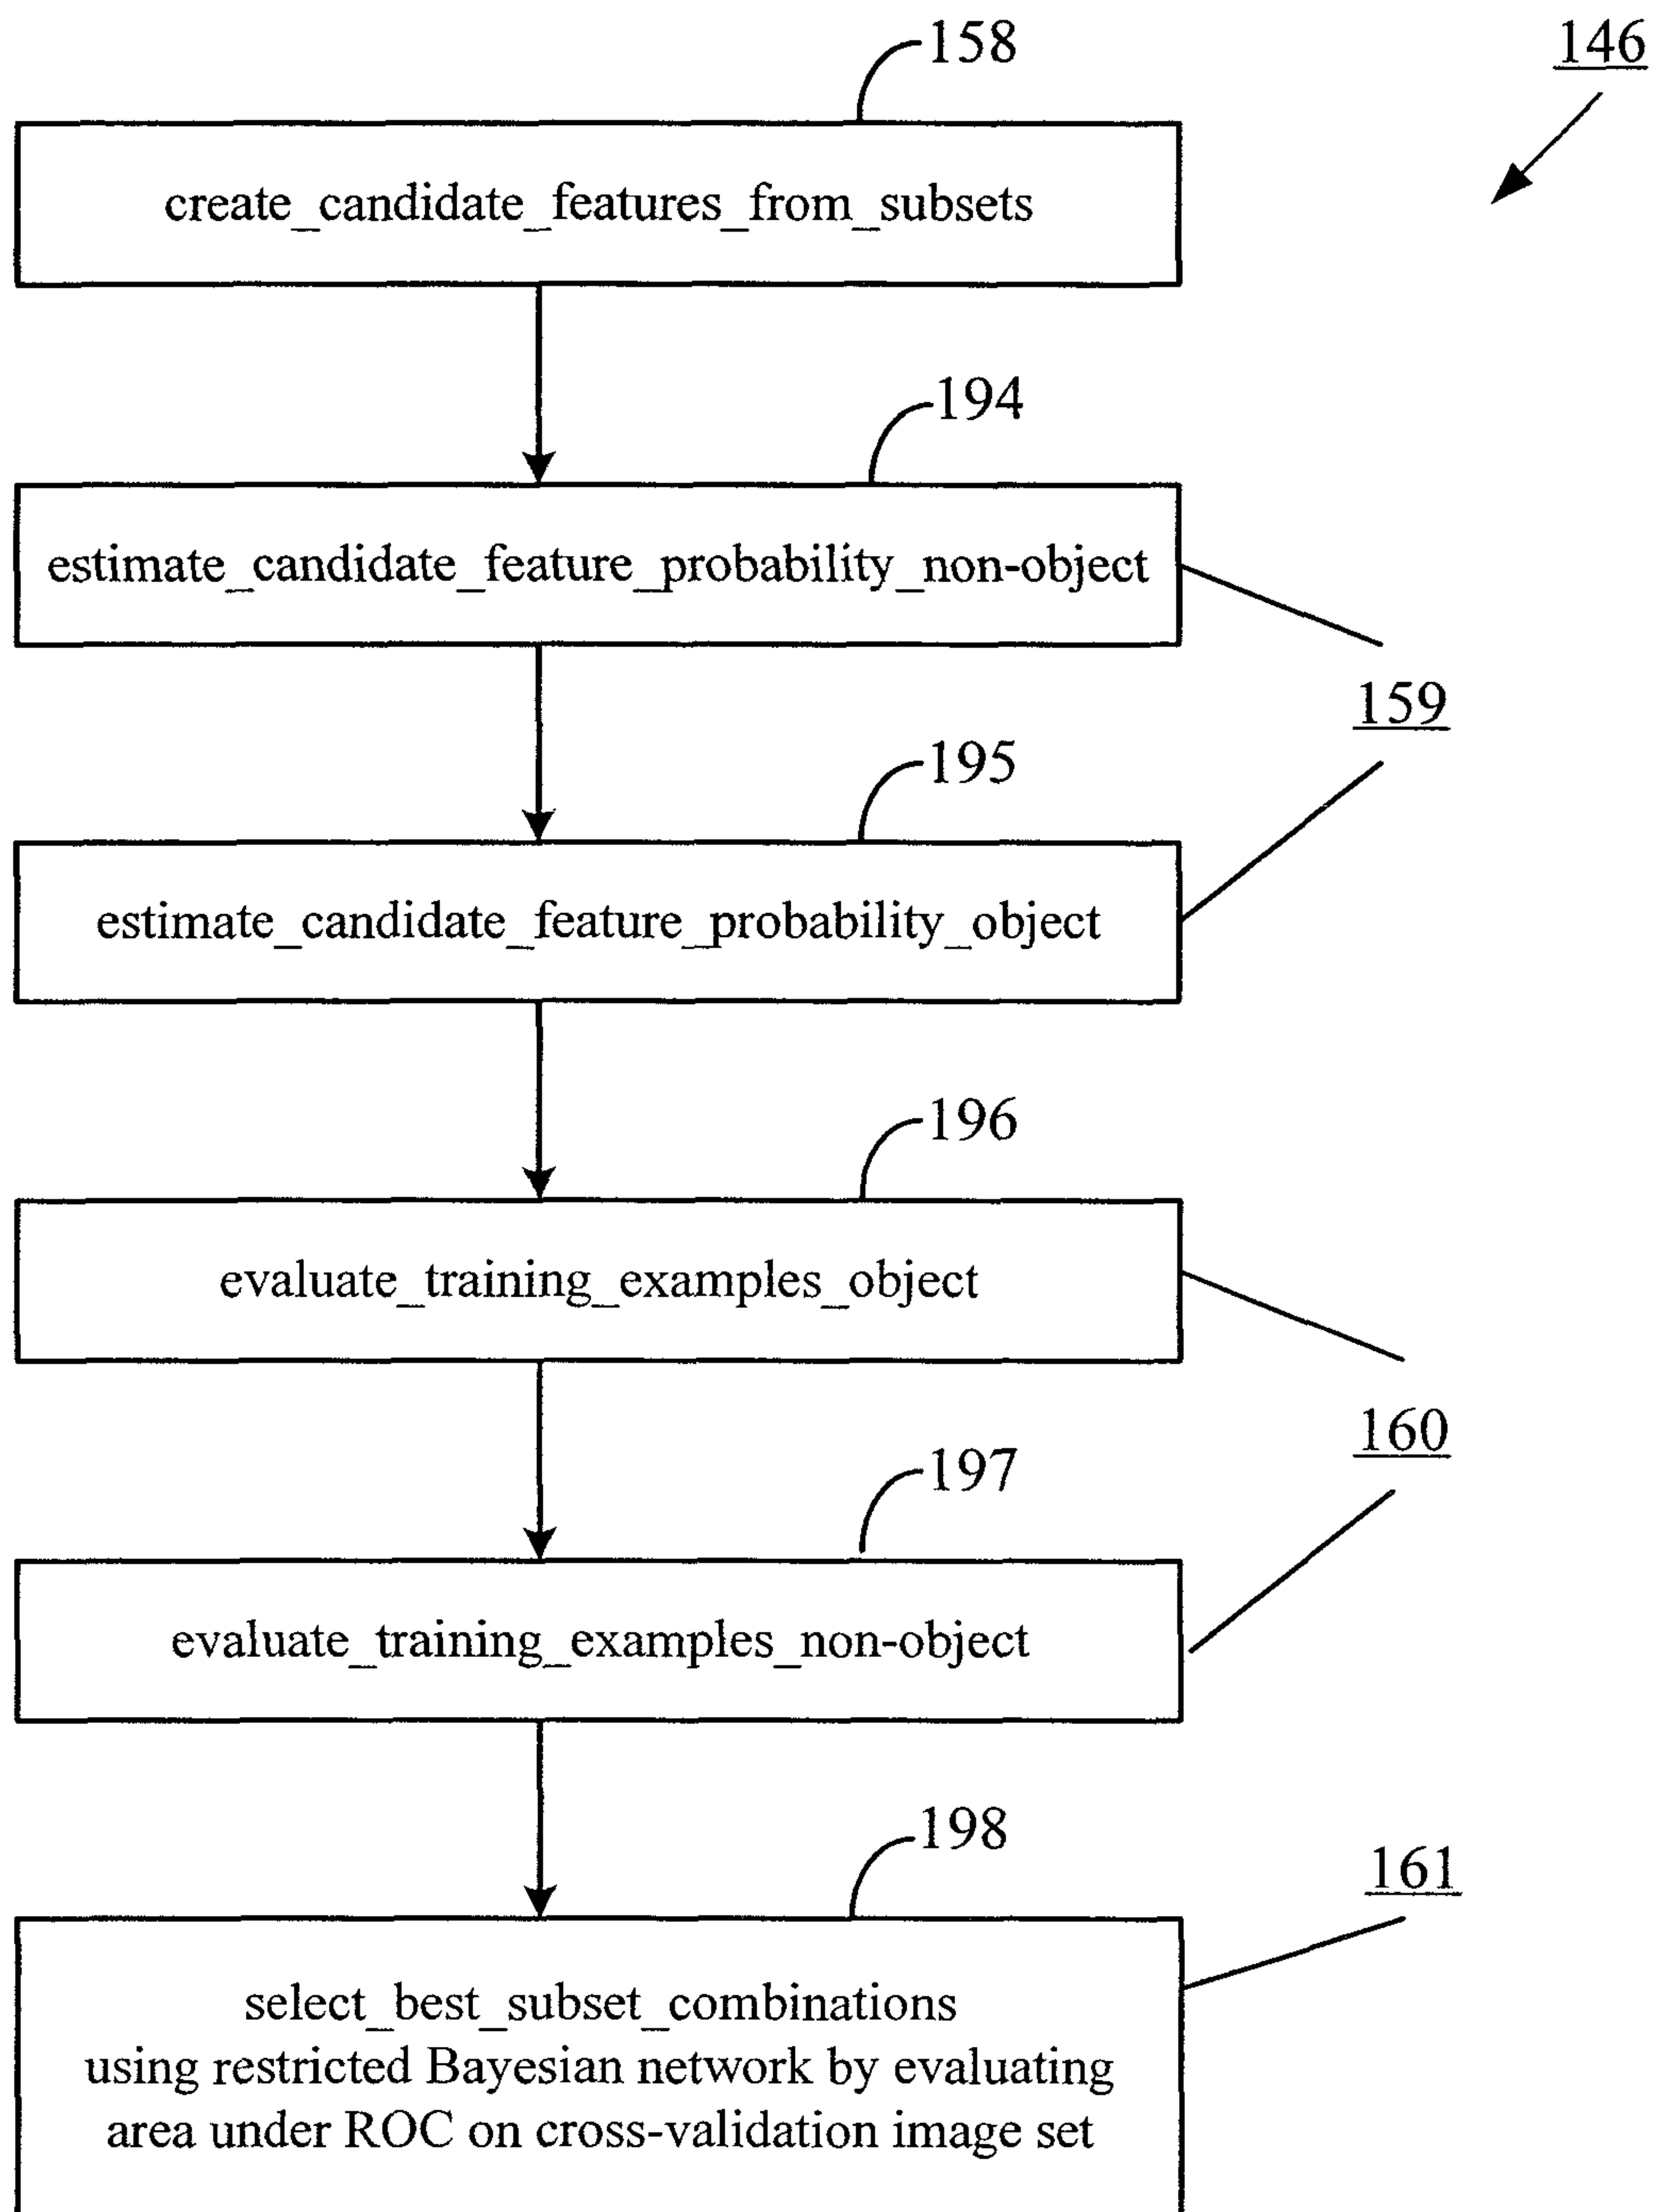 158
146
create_candidate_features_from_subsets
194
estimate_candidate_feature_probability_non-object
159
195
estimate_candidate_feature_probability_object
196
evaluate_training_examples_object
160
197
evaluate_training_examples_non-object
198
161
select_best_subset_combinations
using restricted Bayesian network by evaluating
area under ROC on cross-validation image set